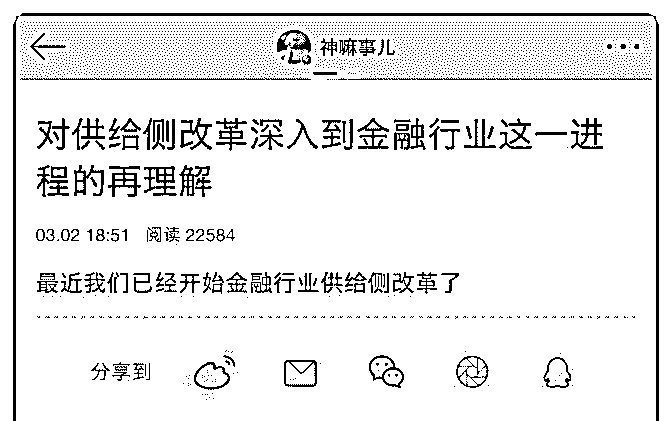 神嘛事儿
对供给侧改革深入到金融行业这一进
程的再理解
03.02 18:51 阅读 22584
最近我们已经开始金融行业供给侧改革了
分享到